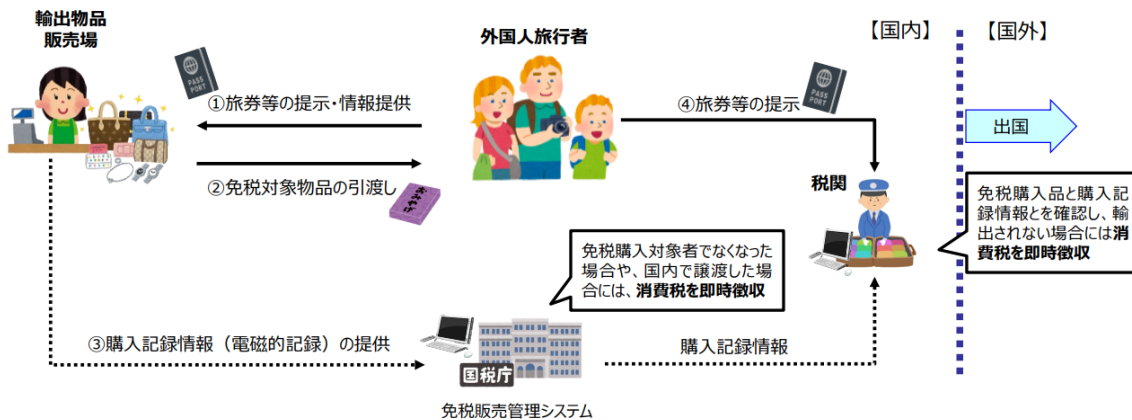 輸出物品
販売場
外国人旅行者
【国内】
【国外】
PASS
PORT
①旅券等の提示・情報提供
④旅券等の提示
PASS
PORT
出国
②免税対象物品の引渡し
税関
免税購入品と購入記
録情報とを確認し、輸
出されない場合には消
費税を即時徴収
免税購入対象者でなくなった
場合や、国内で譲渡した場
合には、消費税を即時徴収
③購入記録情報（電磁的記録）の提供
国税庁
購入記録情報
免税販売管理システム